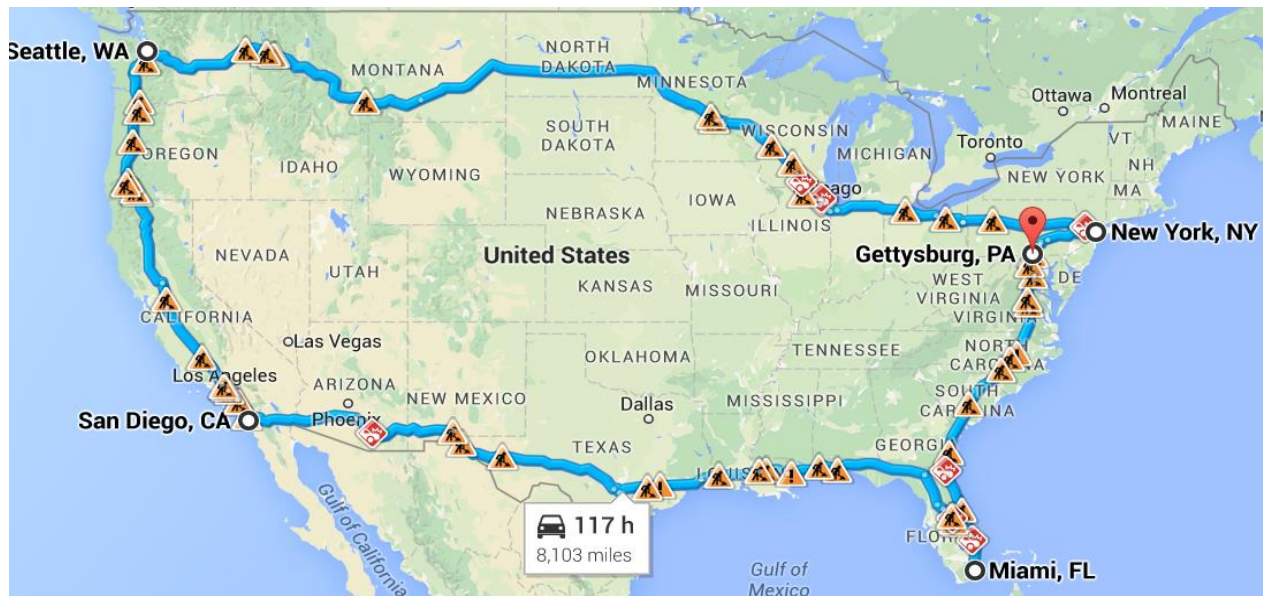 Seattle, WA
NORTH
DAKOTA
MONTANA
MINNESOTA
Ottawa
Montreal
MAINE
SOUTH
DAKOTA
WISCONSIN
VT
Toronto
OREGON
IDAHO
MICHIGAN
NH
WYOMING
NEW YORK
MA
ago
IOWA
NEBRASKA
ILLINOIS
New York, NY
NEVADA
United States
Gettysburg, PA
UTAH
KANSAS
MISSOURI
WEST
VIRGINIA
DE
VIRGINIA
CALIFORNIA
Las Vegas
OKLAHOMA
TENNESSEE
NORTH
CAROLINA
Los Angeles
ARIZONA
NEW MEXICO
Dallas
MISSISSIPPI
SOUTH
CAROLINA
San Diego, CA
Phoenix
TEXAS
GEORGIA
LOUIS
Gulf of California
117 h
8,103 miles
FLOR
Gulf of
Mexico
Miami, FL